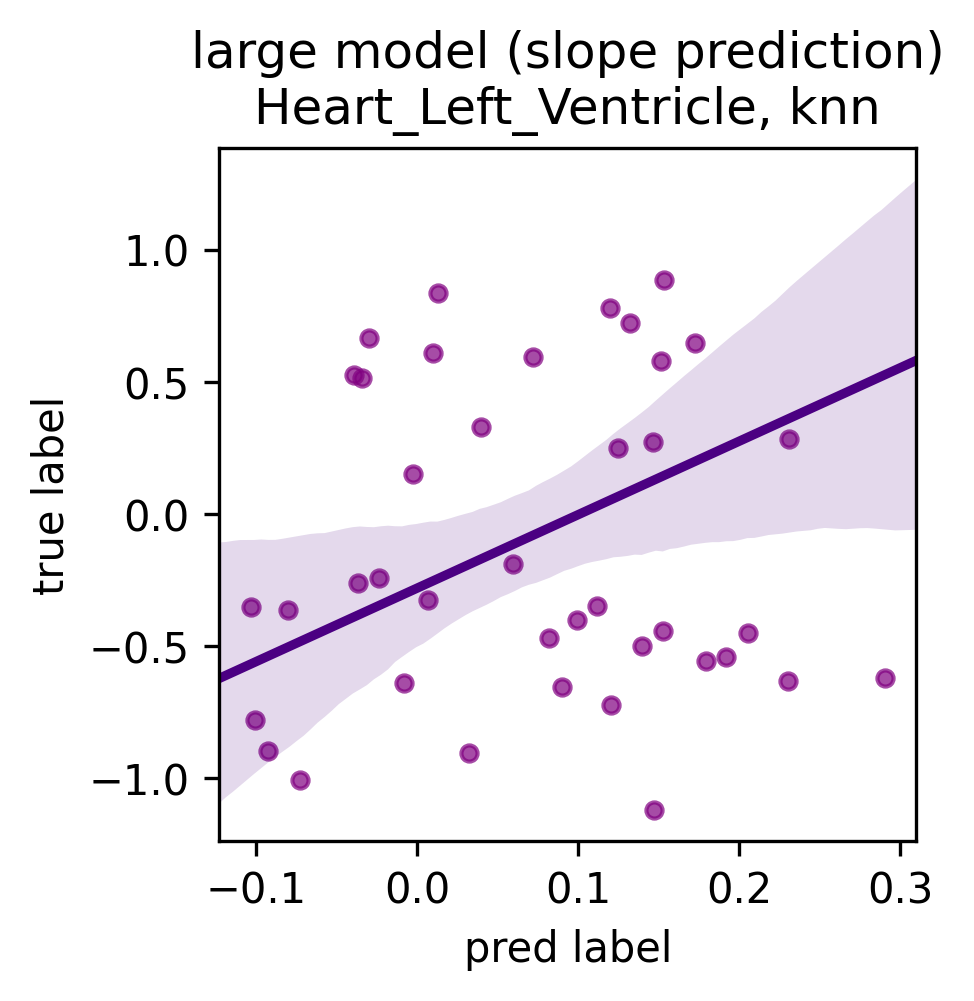 large model (slope prediction)
Heart_Left_Ventricle, knn
1.0
0.5
0.0
−0.5
−1.0
true label
−0.1
0.0
0.1
0.2
0.3
pred label